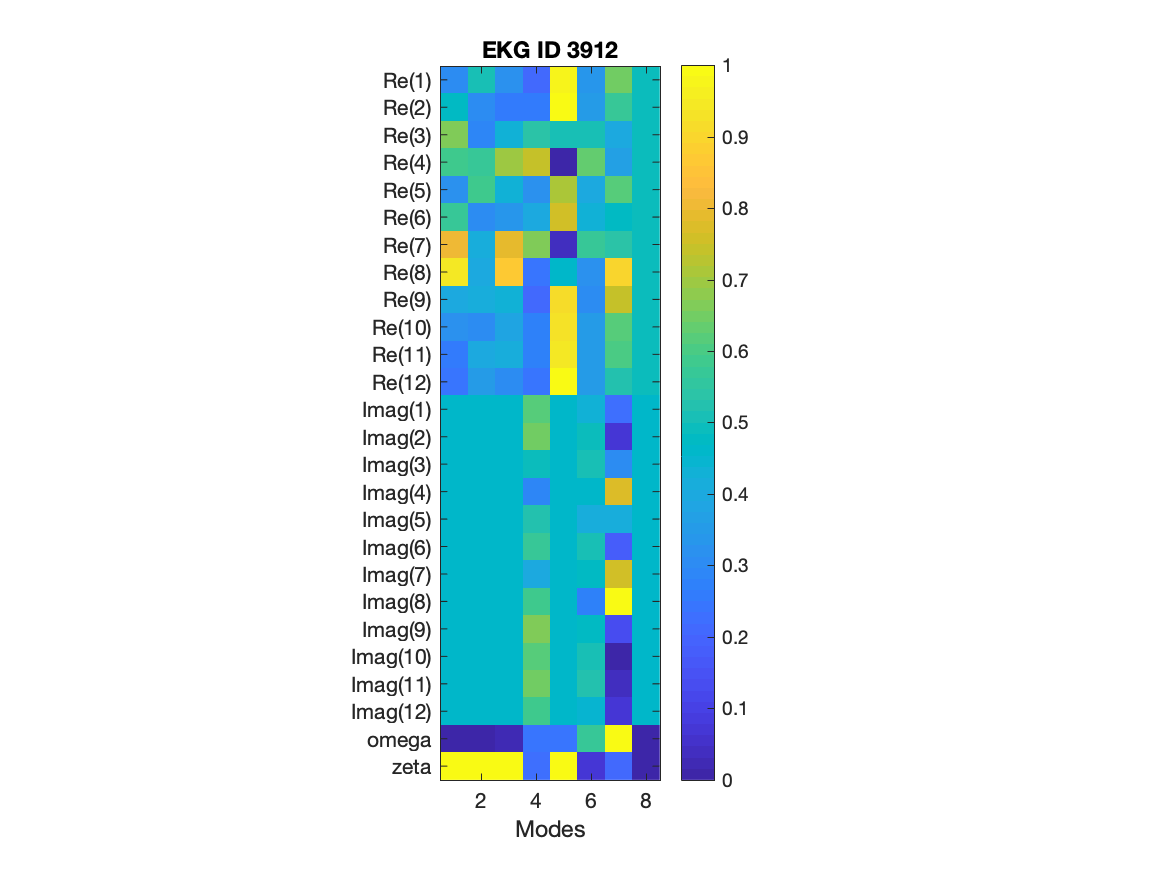 EKG ID 3912
Re(1)
Re(2)
Re(3)
Re(4)
Re(5)
Re(6)
Re(7)
Re(8)
Re(9)
Re(10)
Re(11)
Re(12)
Imag(1)
Imag(2)
Imag(3)
Imag(4)
Imag(5)
Imag(6)
Imag(7)
Imag(8)
Imag(9)
Imag(10)
Imag(11)
Imag(12)
omega
zeta
2 4 6 8
Modes
1
0.9
0.8
0.7
0.6
0.5
0.4
0.3
0.2
0.1
0